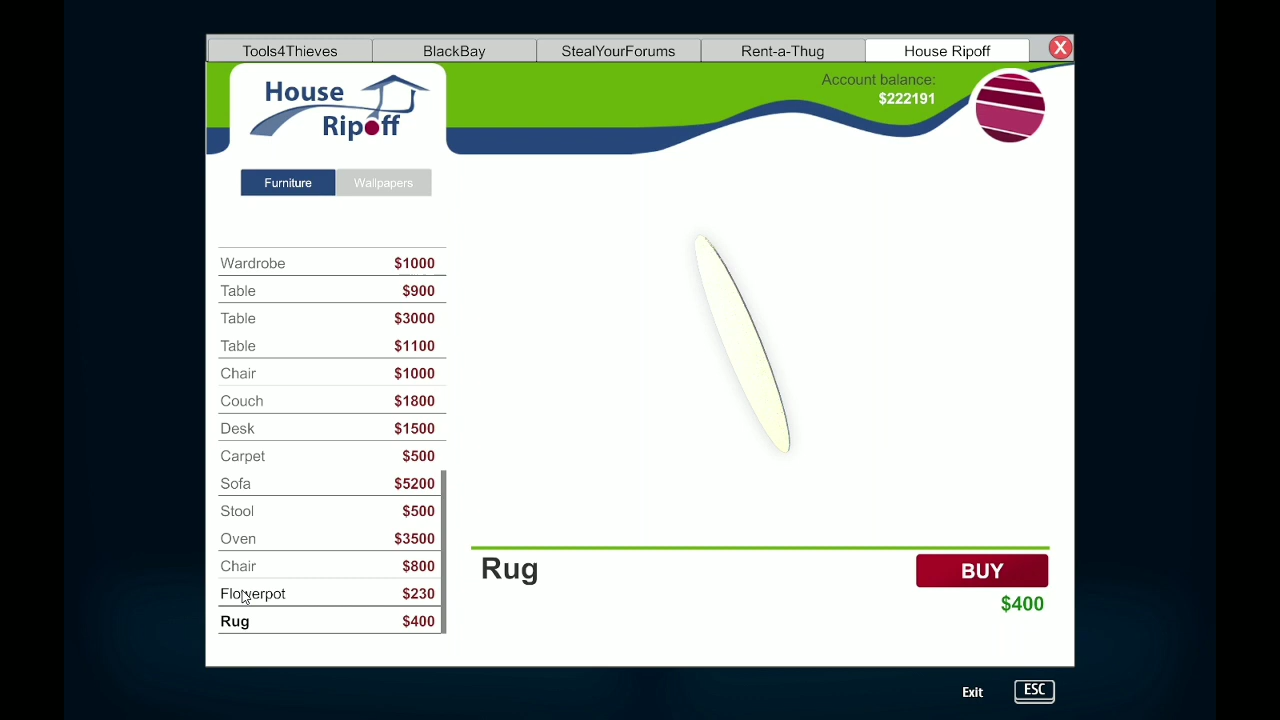 Tools4Thieves BlackBay StealYourForums Rent-a-Thug House Ripoff X
House
Ripoff
Account balance:
$222191
Furniture Wallpapers
Wardrobe $1000
Table $900
Table $3000
Table $1100
Chair $1000
Couch $1800
Desk $1500
Carpet $500
Sofa $5200
Stool $500
Oven $3500
Chair $800
Flowerpot $230
Rug $400
Rug BUY
$400
Exit ESC